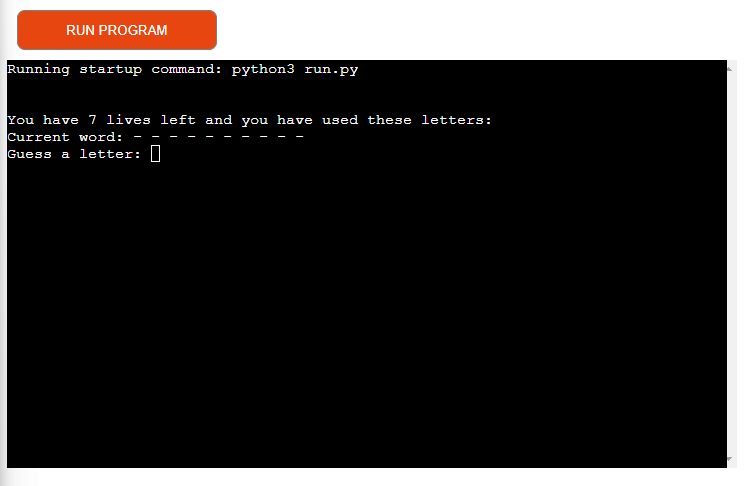 RUN PROGRAM
Running startup command: python3 run.py
You have 7 lives left and you have used these letters:
Current word: - - - - - - - - - -
Guess a letter: